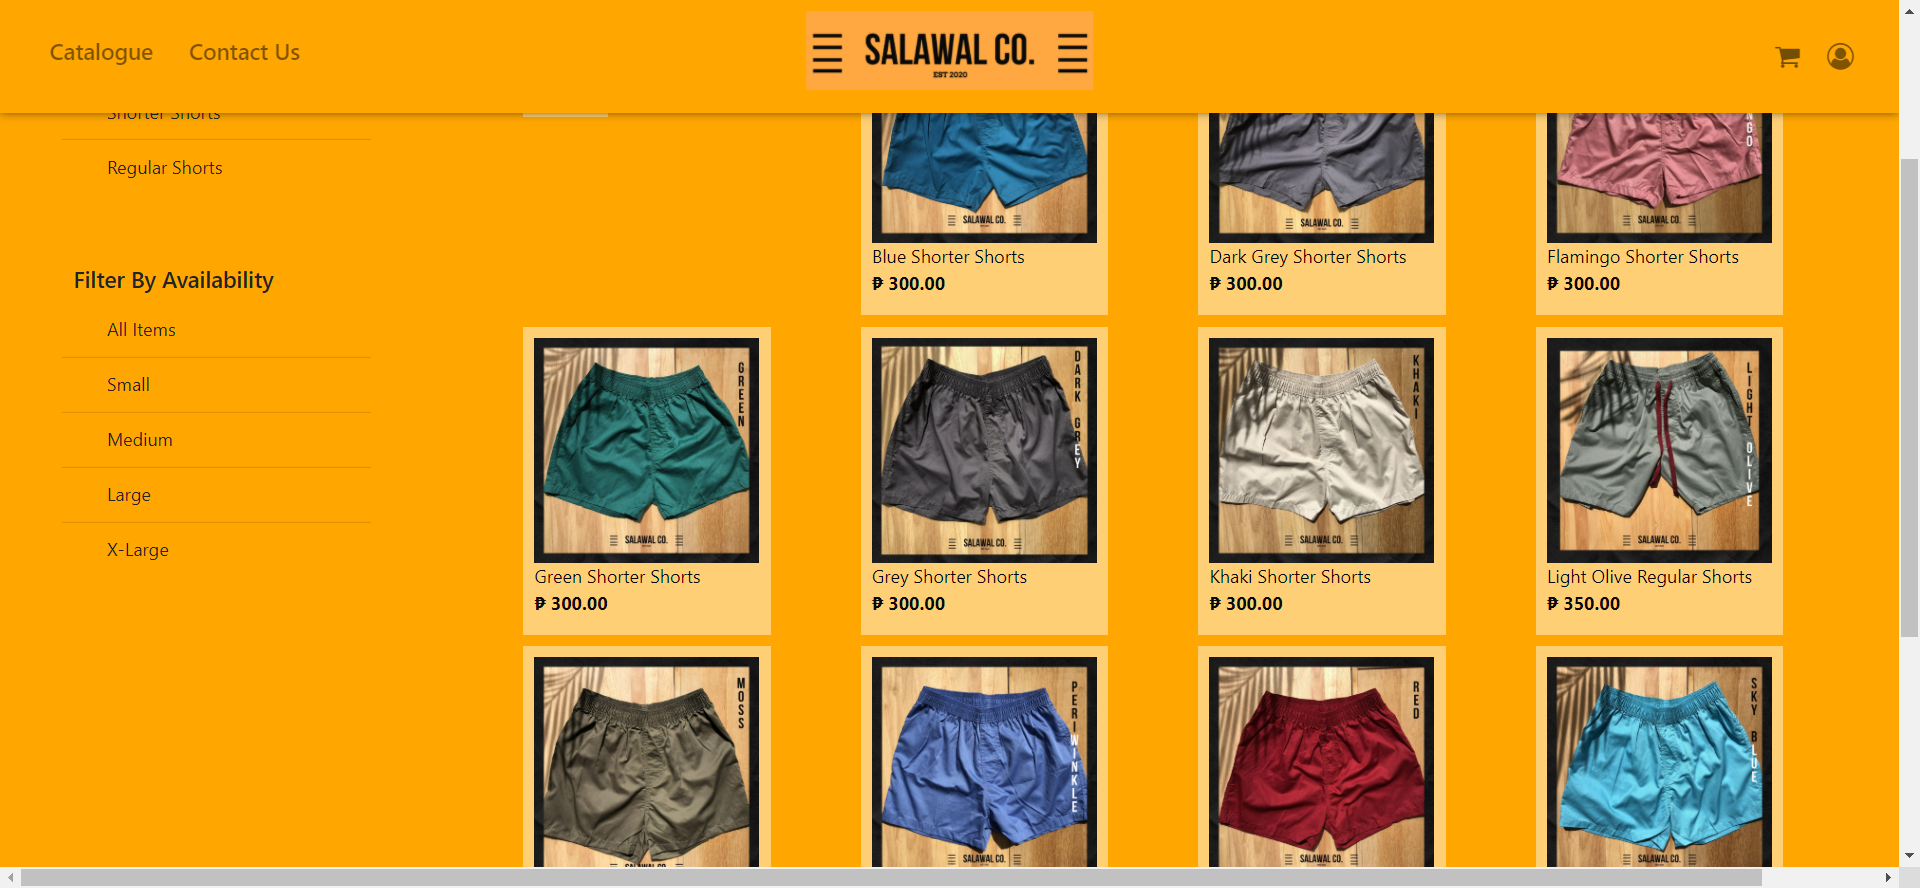 Catalogue
Contact Us
SALAWAL CO.
EST 2020
Shorter Shorts
Regular Shorts
Filter By Availability
All Items
Small
Medium
Large
X-Large
SALAWAL CO.
Blue Shorter Shorts
₱ 300.00
SALAWAL CO.
Dark Grey Shorter Shorts
₱ 300.00
NGO
SALAWAL CO.
Flamingo Shorter Shorts
₱ 300.00
GREEN
SALAWAL CO.
Green Shorter Shorts
₱ 300.00
DARK GREY
SALAWAL CO.
Grey Shorter Shorts
₱ 300.00
KHAKI
SALAWAL CO.
Khaki Shorter Shorts
₱ 300.00
LIGHT OLIVE
SALAWAL CO.
Light Olive Regular Shorts
₱ 350.00
MOSS
SALAWAL CO.
PERIWINKLE
SALAWAL CO.
RED
SALAWAL CO.
SKY BLUE
SALAWAL CO.